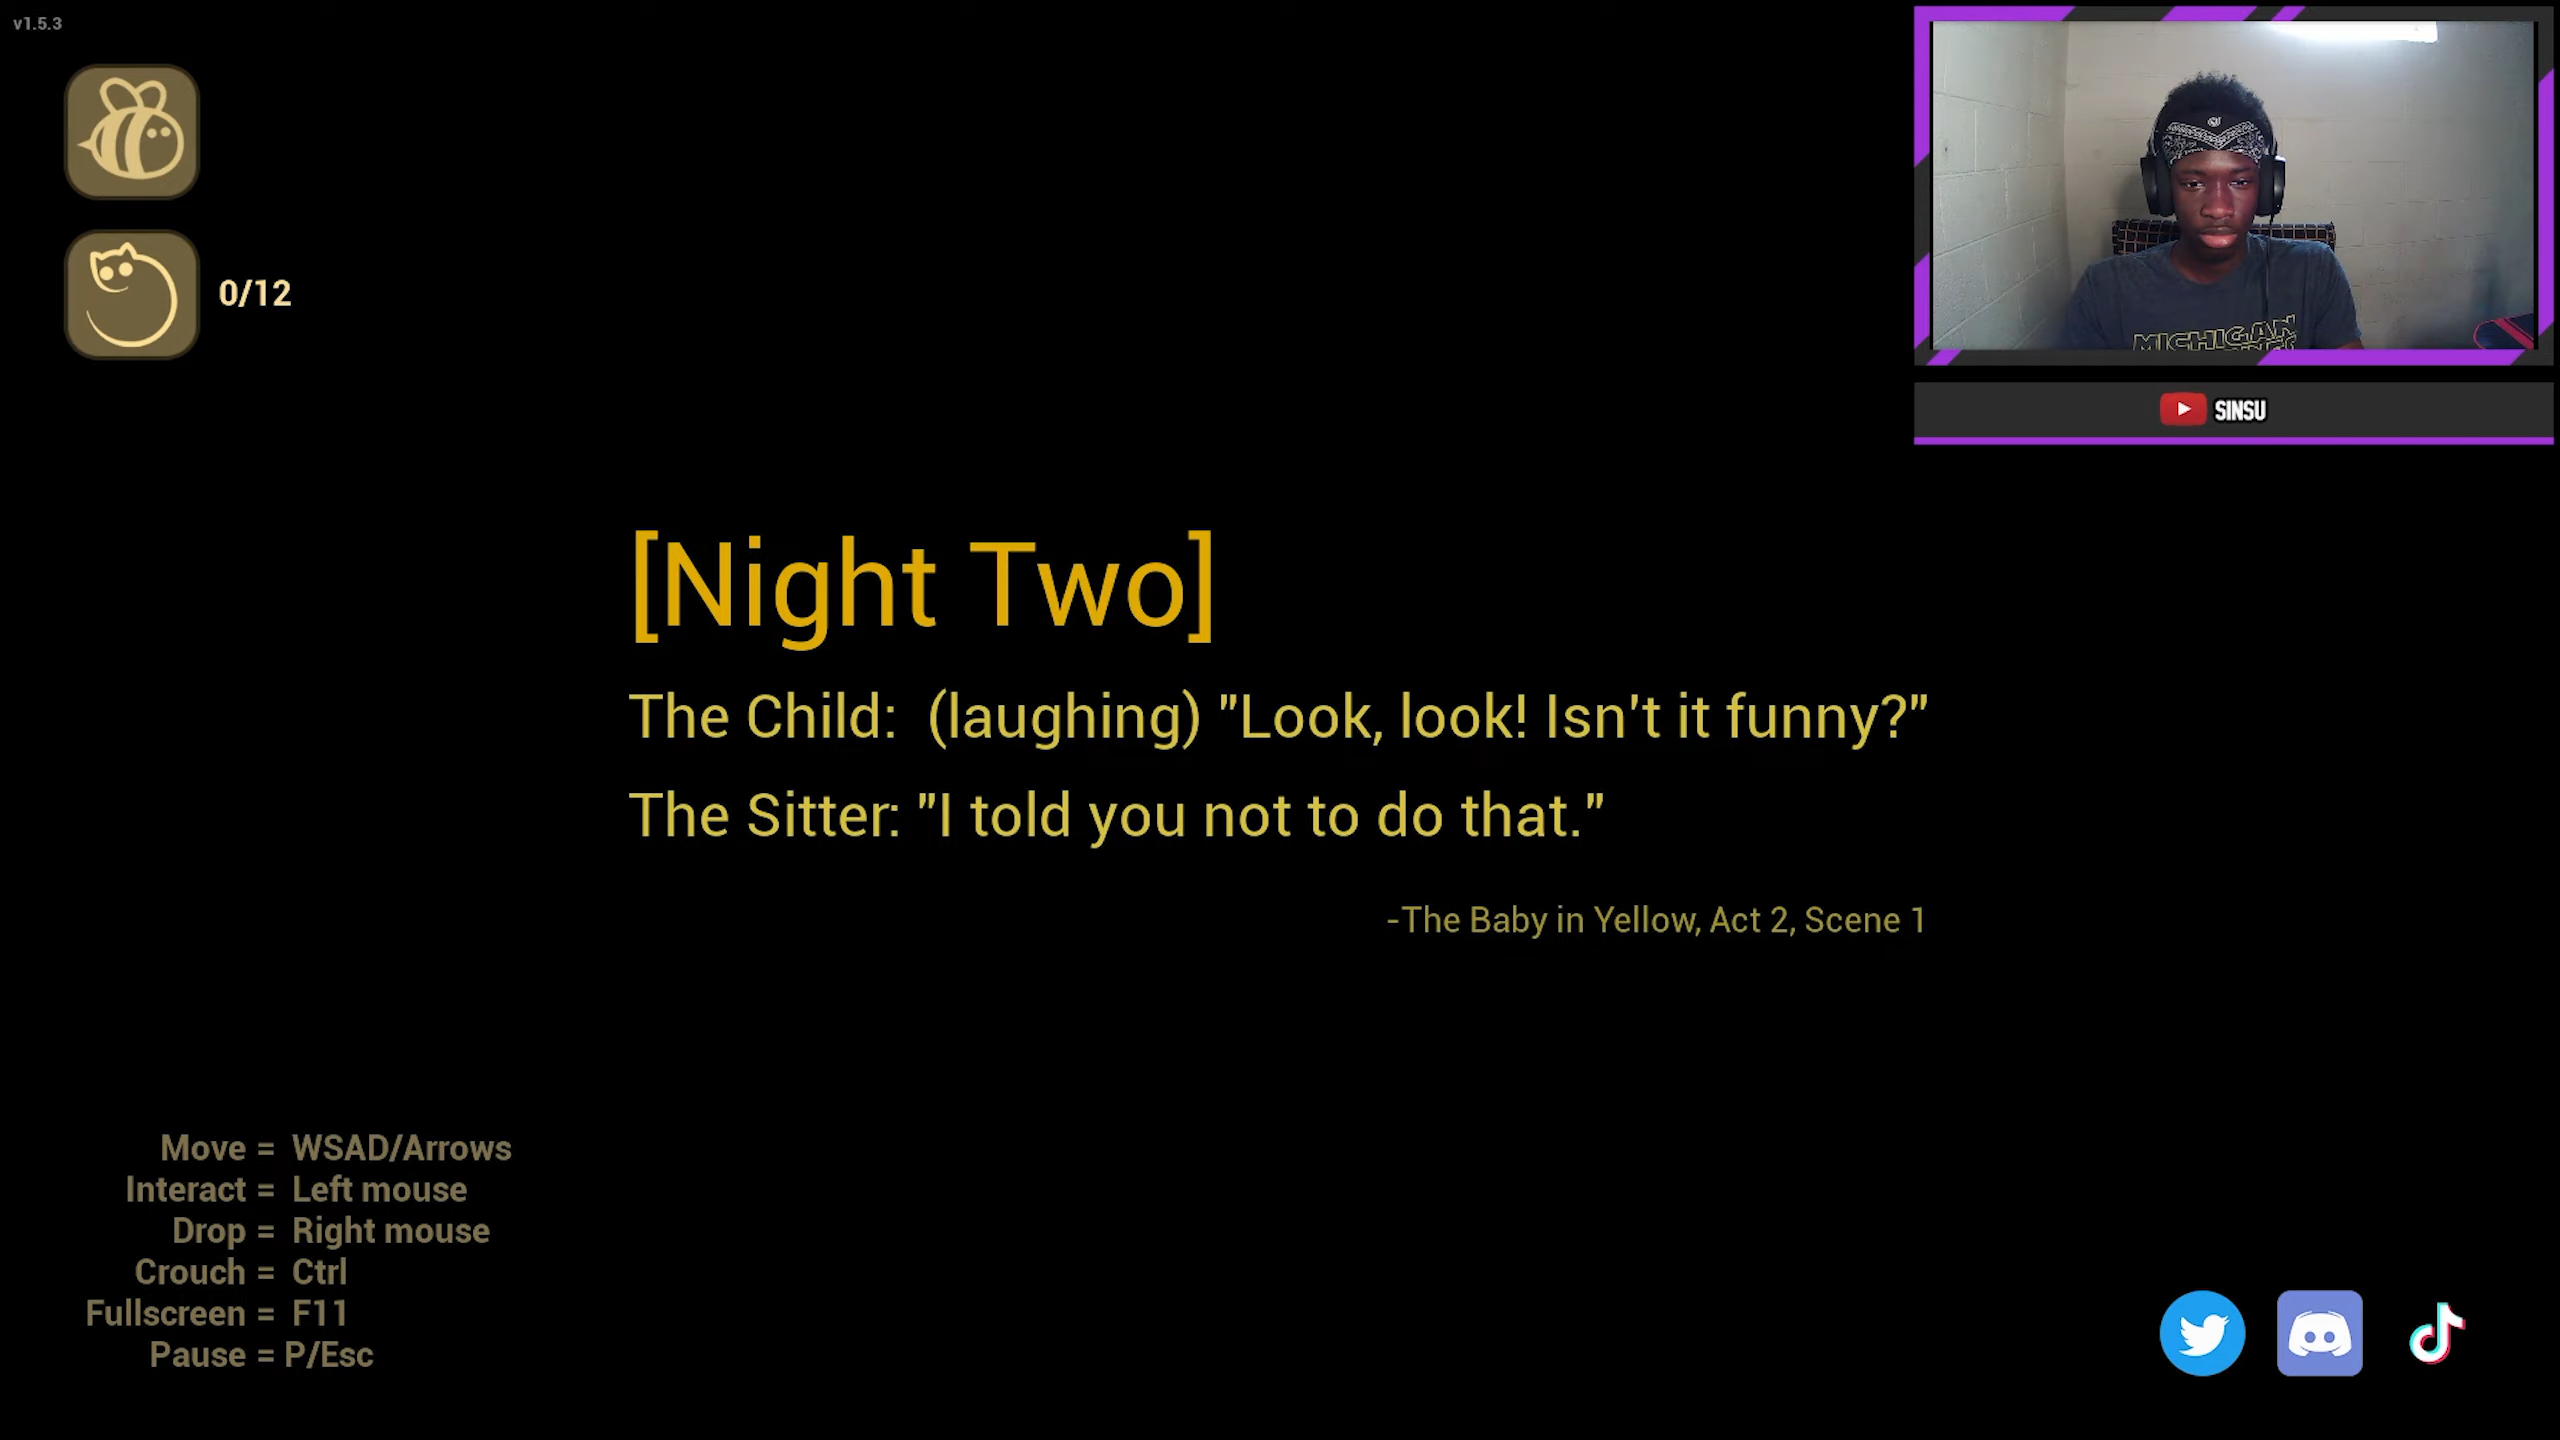 v1.5.3
0/12
MICHIGAN
SINSU
[Night Two]
The Child:  (laughing) "Look, look! Isn't it funny?"
The Sitter: "I told you not to do that."
-The Baby in Yellow, Act 2, Scene 1
Move = WSAD/Arrows
Interact = Left mouse
Drop = Right mouse
Crouch = Ctrl
Fullscreen = F11
Pause = P/Esc